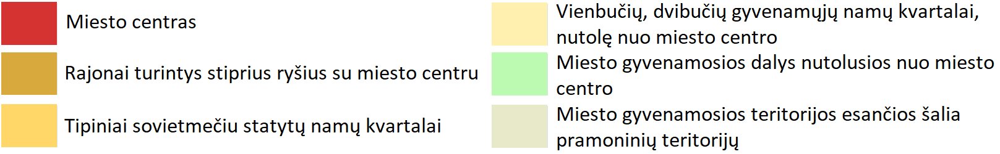 Miesto centras
Rajonai turintys stiprius ryšius su miesto centru
Tipiniai sovietmečiu statytų namų kvartalai
Vienbučių, dvibučių gyvenamųjų namų kvartalai,
nutolę nuo miesto centro
Miesto gyvenamosios dalys nutolusios nuo miesto
centro
Miesto gyvenamosios teritorijos esančios šalia
pramoninių teritorijų